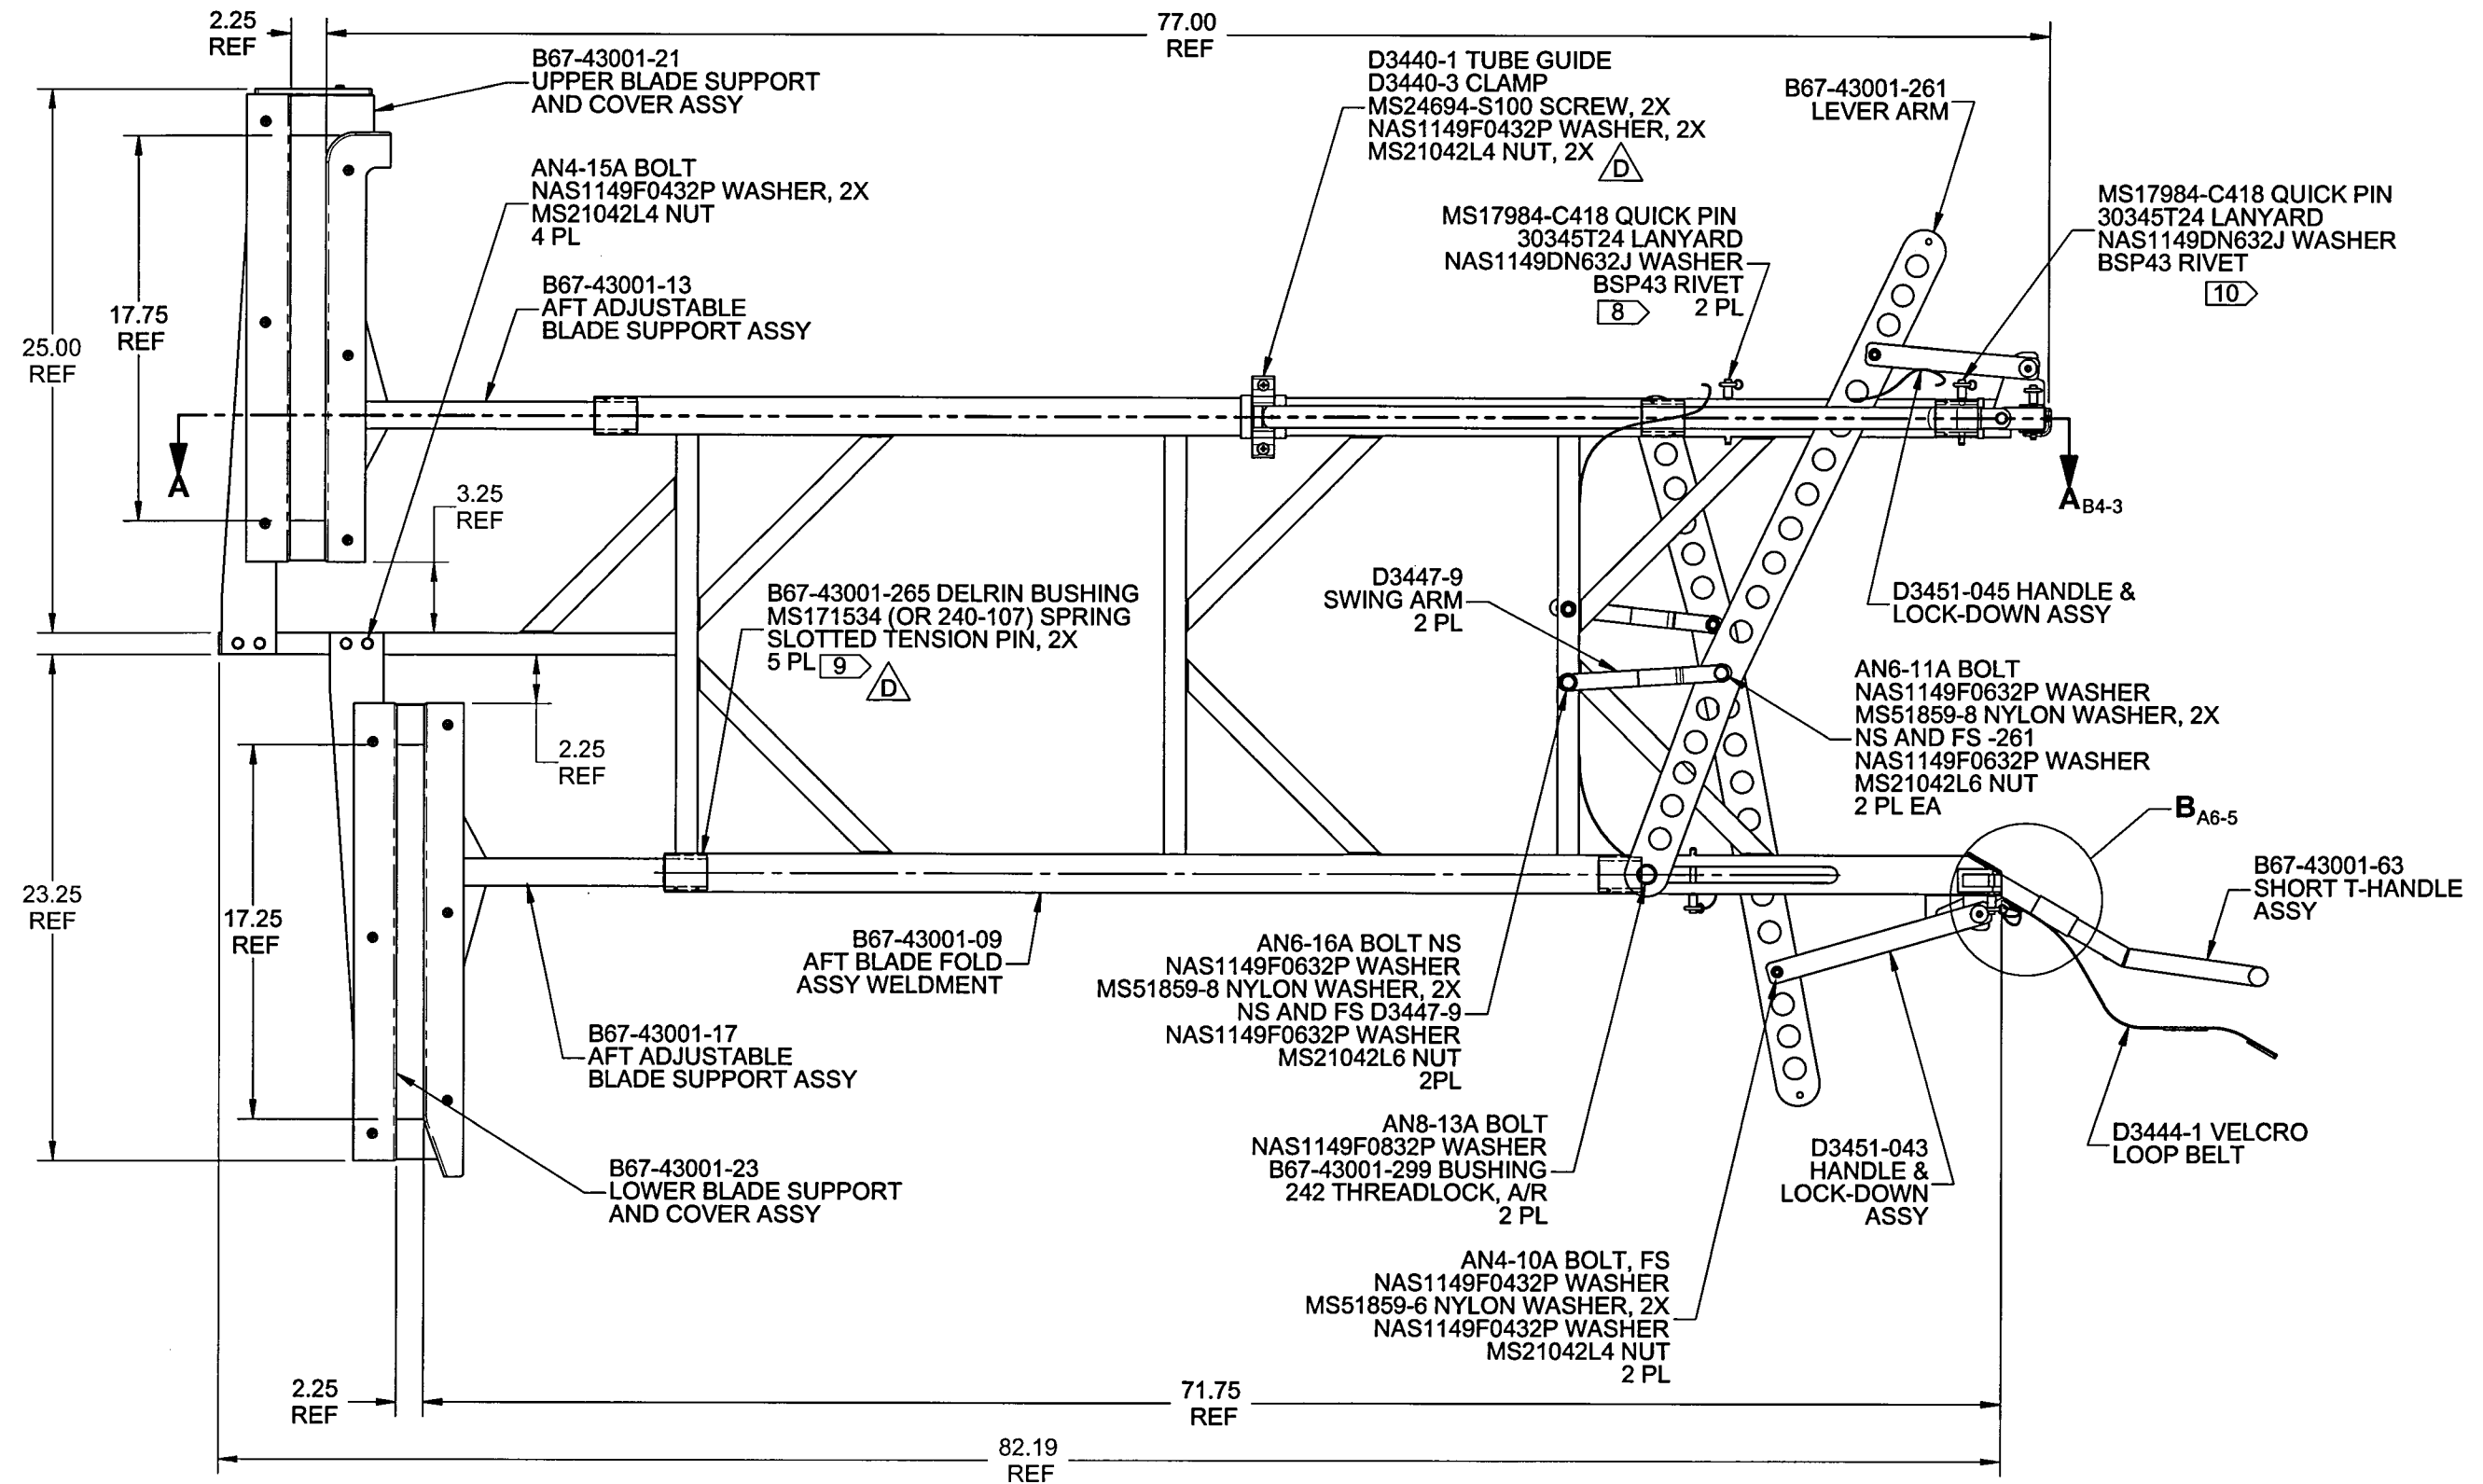 2.25
REF
77.00
REF
B67-43001-21
UPPER BLADE SUPPORT
AND COVER ASSY
D3440-1 TUBE GUIDE
D3440-3 CLAMP
MS24694-S100 SCREW, 2X
NAS1149F0432P WASHER, 2X
MS21042L4 NUT, 2X
D
B67-43001-261
LEVER ARM
AN4-15A BOLT
NAS1149F0432P WASHER, 2X
MS21042L4 NUT
4 PL
MS17984-C418 QUICK PIN
30345T24 LANYARD
NAS1149DN632J WASHER
BSP43 RIVET
8 2 PL
MS17984-C418 QUICK PIN
30345T24 LANYARD
NAS1149DN632J WASHER
BSP43 RIVET
10
B67-43001-13
AFT ADJUSTABLE
BLADE SUPPORT ASSY
17.75
REF
25.00
REF
A
A B4-3
3.25
REF
B67-43001-265 DELRIN BUSHING
MS171534 (OR 240-107) SPRING
SLOTTED TENSION PIN, 2X
5 PL 9
D
D3447-9
SWING ARM
2 PL
D3451-045 HANDLE &
LOCK-DOWN ASSY
AN6-11A BOLT
NAS1149F0632P WASHER
MS51859-8 NYLON WASHER, 2X
NS AND FS -261
NAS1149F0632P WASHER
MS21042L6 NUT
2 PL EA
2.25
REF
B A6-5
B67-43001-63
SHORT T-HANDLE
ASSY
23.25
REF
17.25
REF
B67-43001-09
AFT BLADE FOLD
ASSY WELDMENT
AN6-16A BOLT NS
NAS1149F0632P WASHER
MS51859-8 NYLON WASHER, 2X
NS AND FS D3447-9
NAS1149F0632P WASHER
MS21042L6 NUT
2PL
B67-43001-17
AFT ADJUSTABLE
BLADE SUPPORT ASSY
AN8-13A BOLT
NAS1149F0832P WASHER
B67-43001-299 BUSHING
242 THREADLOCK, A/R
2 PL
D3451-043
HANDLE &
LOCK-DOWN
ASSY
D3444-1 VELCRO
LOOP BELT
B67-43001-23
LOWER BLADE SUPPORT
AND COVER ASSY
AN4-10A BOLT, FS
NAS1149F0432P WASHER
MS51859-6 NYLON WASHER, 2X
NAS1149F0432P WASHER
MS21042L4 NUT
2 PL
2.25
REF
71.75
REF
82.19
REF